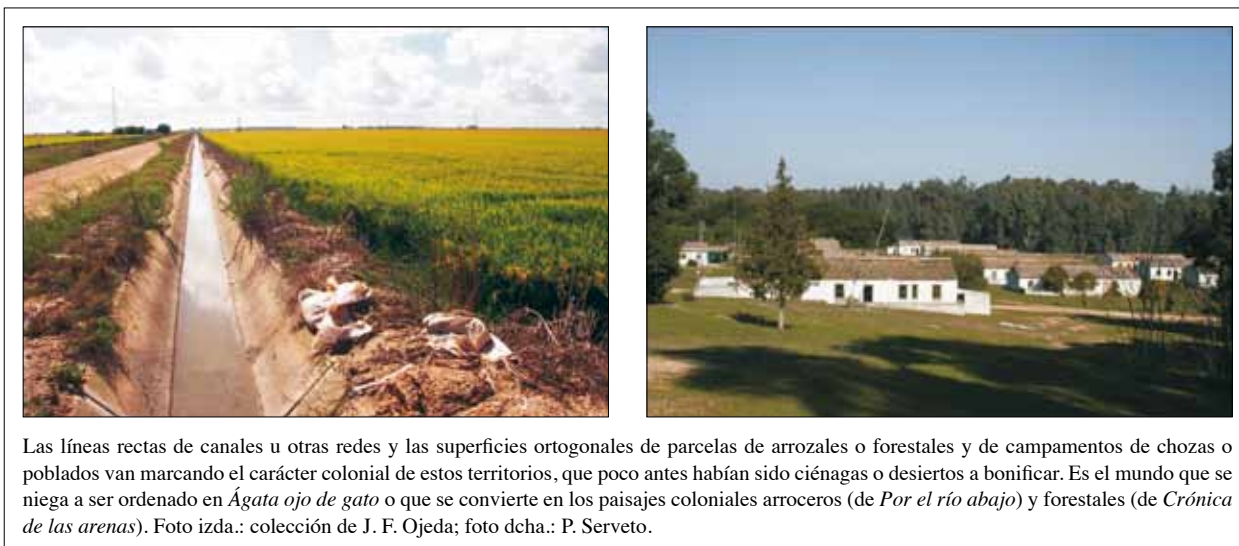 Las líneas rectas de canales u otras redes y las superficies ortogonales de parcelas de arrozales o forestales y de campamentos de chozas o
poblados van marcando el carácter colonial de estos territorios, que poco antes habían sido ciénagas o desiertos a bonificar. Es el mundo que se
niega a ser ordenado en Ágata ojo de gato o que se convierte en los paisajes coloniales arroceros (de Por el río abajo) y forestales (de Crónica
de las arenas). Foto izda.: colección de J. F. Ojeda; foto dcha.: P. Serveto.